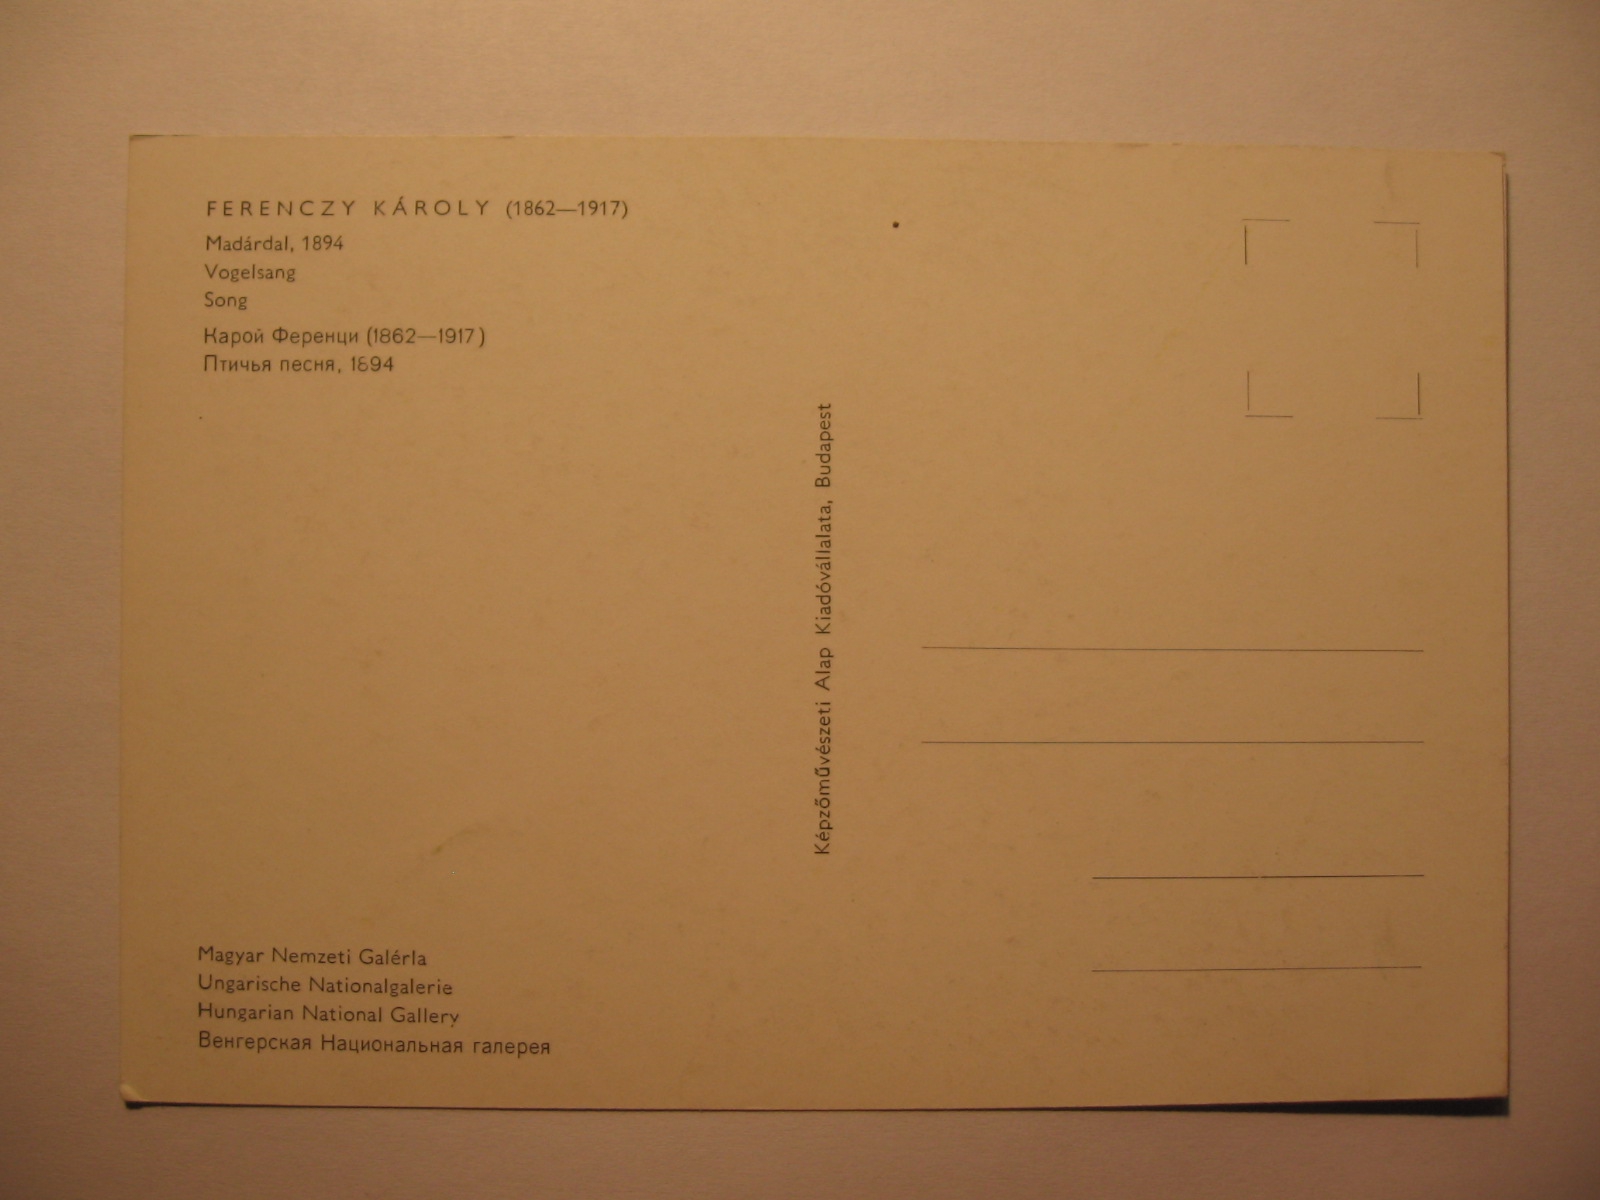 FERENCZY KÁROLY (1862—1917)
Madárdal, 1894
Vogelsang
Song
Карой Ференци (1862—1917)
Птичья песня, 1894
Képzőművészeti Alap Kiadóvállalata, Budapest
Magyar Nemzeti Galérla
Ungarische Nationalgalerie
Hungarian National Gallery
Венгерская Национальная галерея